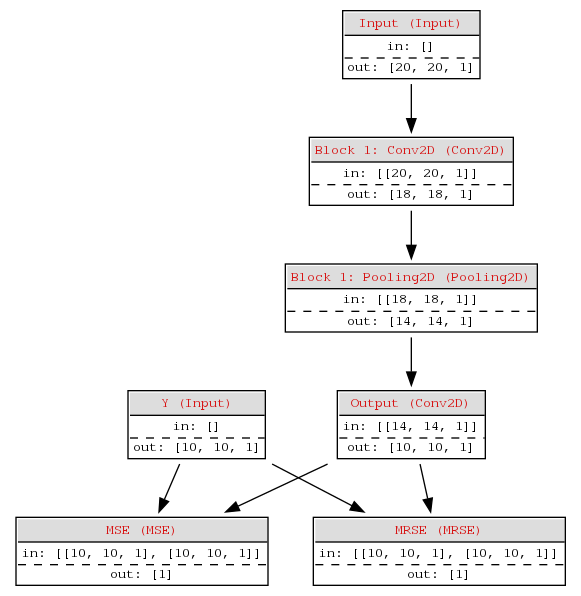 Input (Input)
in: []
out: [20, 20, 1]
Block 1: Conv2D (Conv2D)
in: [[20, 20, 1]]
out: [18, 18, 1]
Block 1: Pooling2D (Pooling2D)
in: [[18, 18, 1]]
out: [14, 14, 1]
Y (Input)
in: []
out: [10, 10, 1]
Output (Conv2D)
in: [[14, 14, 1]]
out: [10, 10, 1]
MSE (MSE)
in: [[10, 10, 1], [10, 10, 1]]
out: [1]
MRSE (MRSE)
in: [[10, 10, 1], [10, 10, 1]]
out: [1]